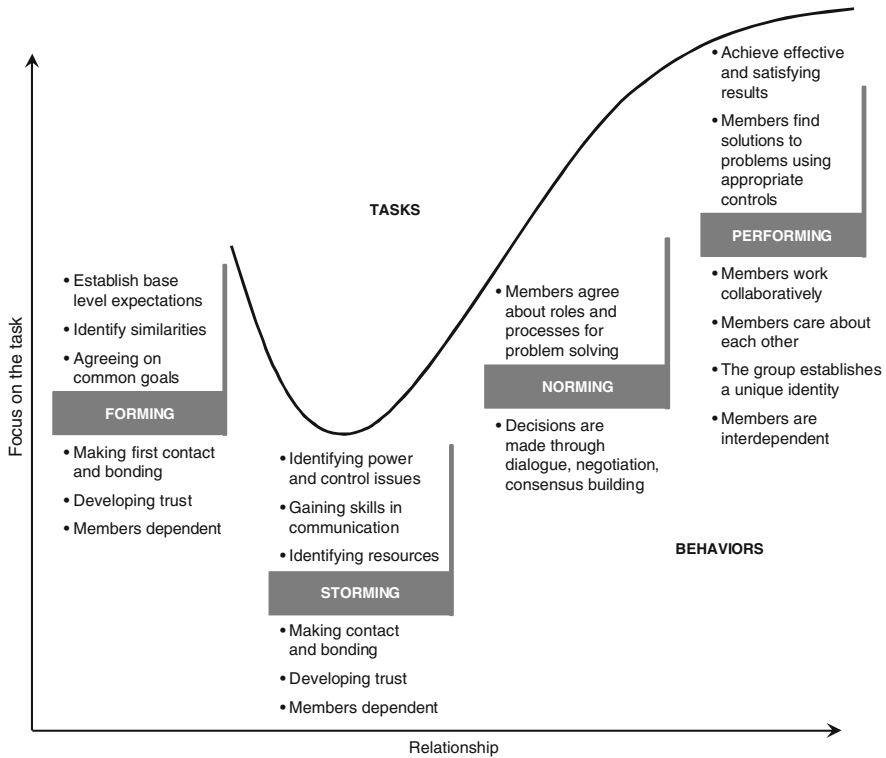 Focus on the task
TASKS
• Establish base
level expectations
• Identify similarities
• Agreeing on
common goals
FORMING
• Making first contact
and bonding
• Developing trust
• Members dependent
• Identifying power
and control issues
• Gaining skills in
communication
• Identifying resources
STORMING
• Making contact
and bonding
• Developing trust
• Members dependent
• Members agree
about roles and
processes for
problem solving
NORMING
• Decisions are
made through
dialogue, negotiation,
consensus building
• Achieve effective
and satisfying
results
• Members find
solutions to
problems using
appropriate
controls
PERFORMING
• Members work
collaboratively
• Members care about
each other
• The group establishes
a unique identity
• Members are
interdependent
BEHAVIORS
Relationship